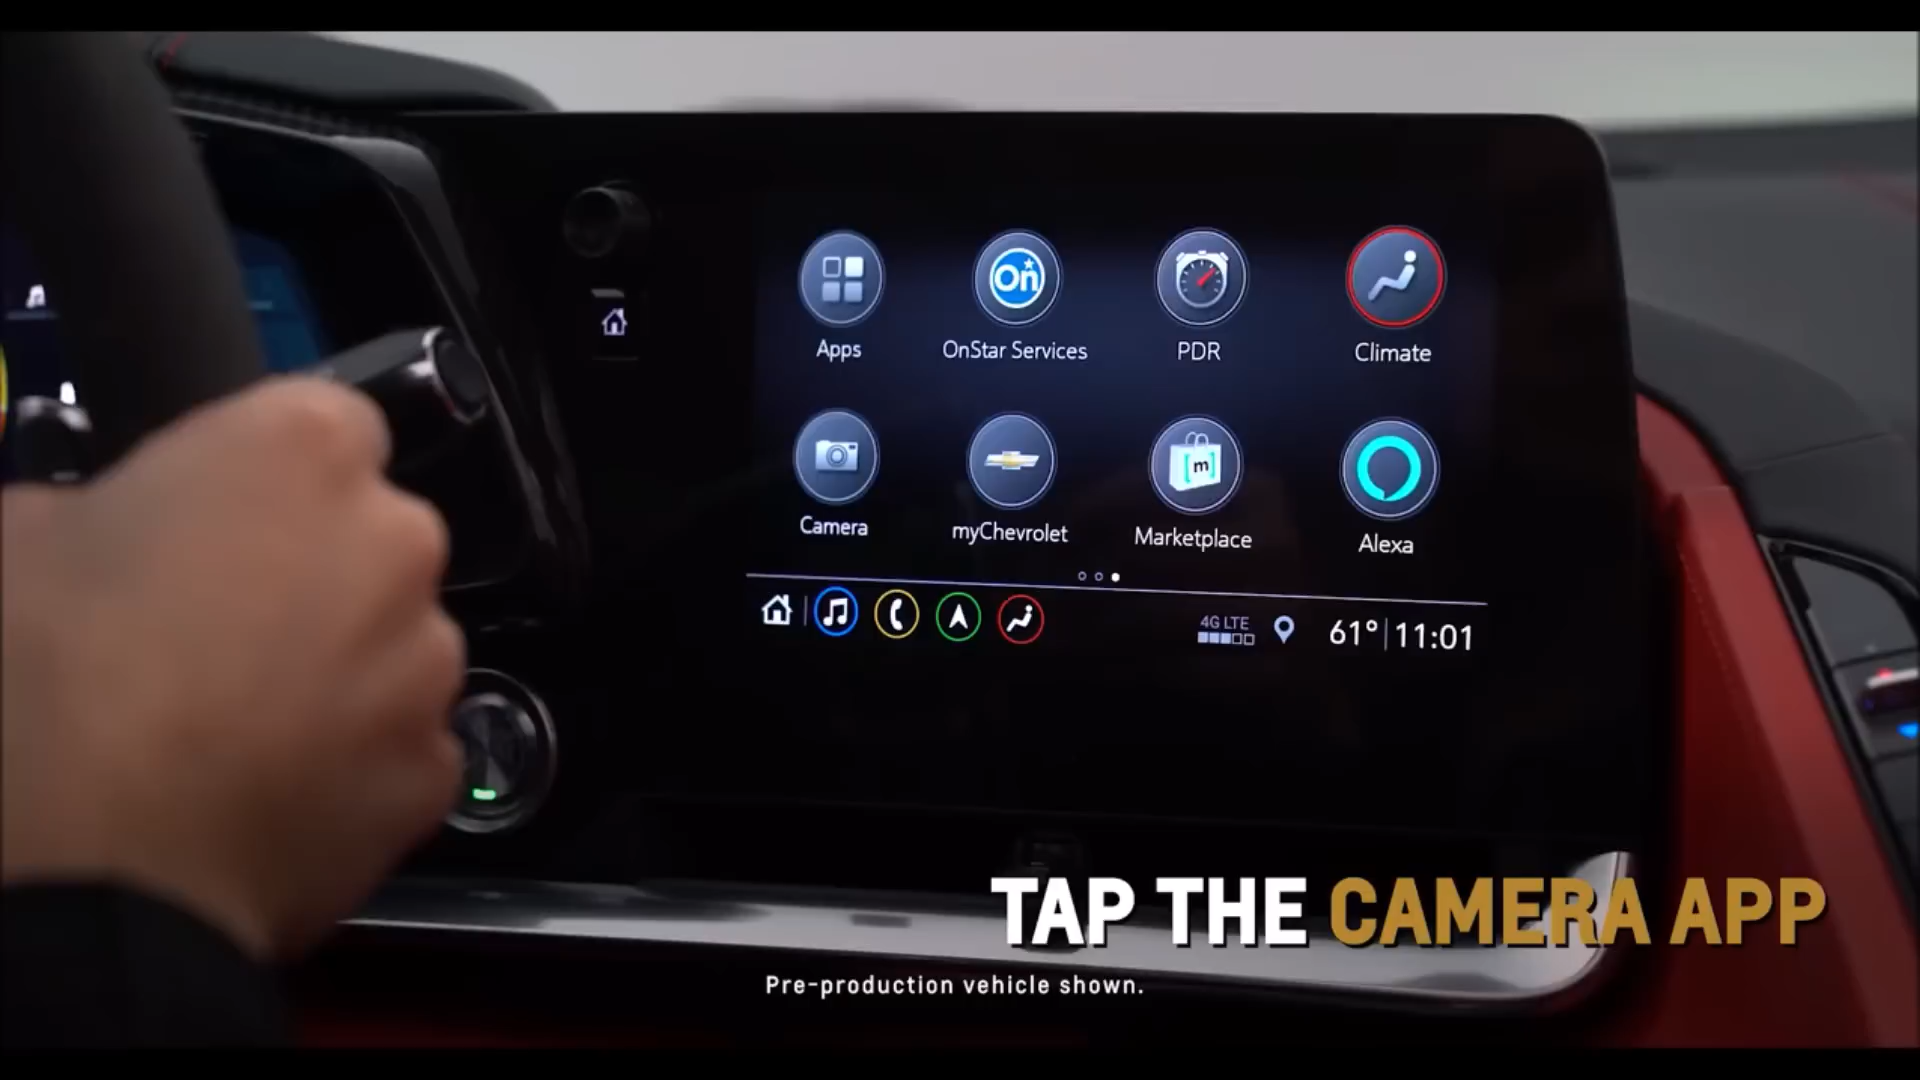 Apps
OnStar Services
PDR
Climate
On
Camera
myChevrolet
Marketplace
Alexa
m
4G LTE
61° 11:01
TAP THE CAMERA APP
Pre-production vehicle shown.